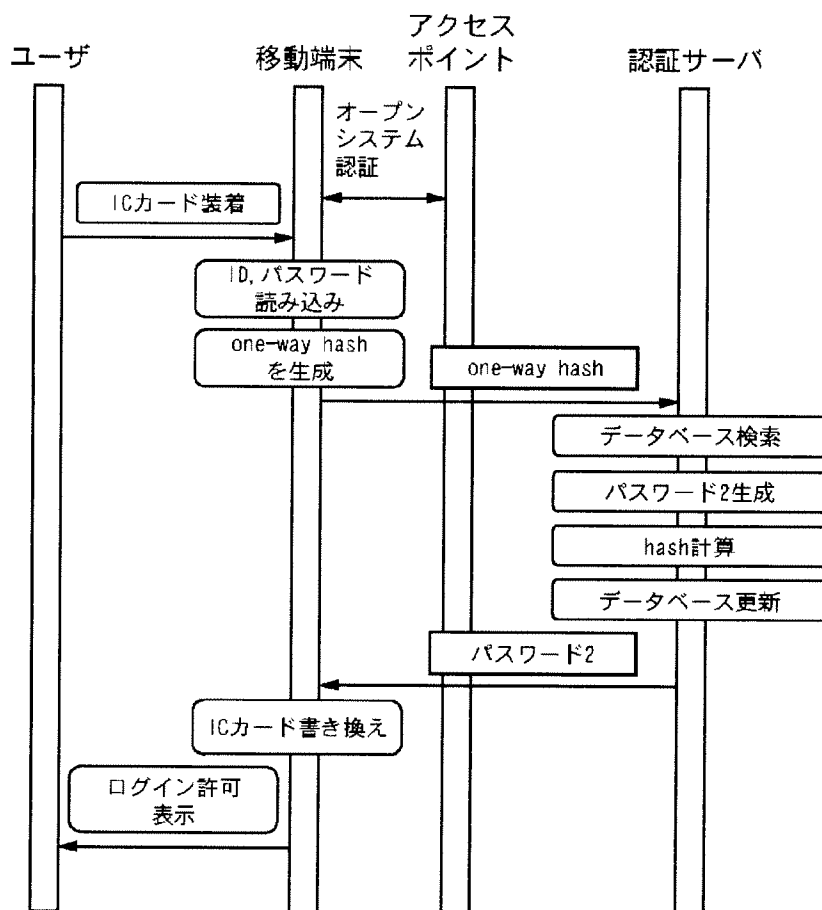 ユーザ
移動端末
アクセス
ポイント
認証サーバ
オープン
システム
認証
ICカード装着
ID,パスワード
読み込み
one-way hash
を生成
one-way hash
データベース検索
パスワード2生成
hash計算
データベース更新
パスワード2
ICカード書き換え
ログイン許可
表示